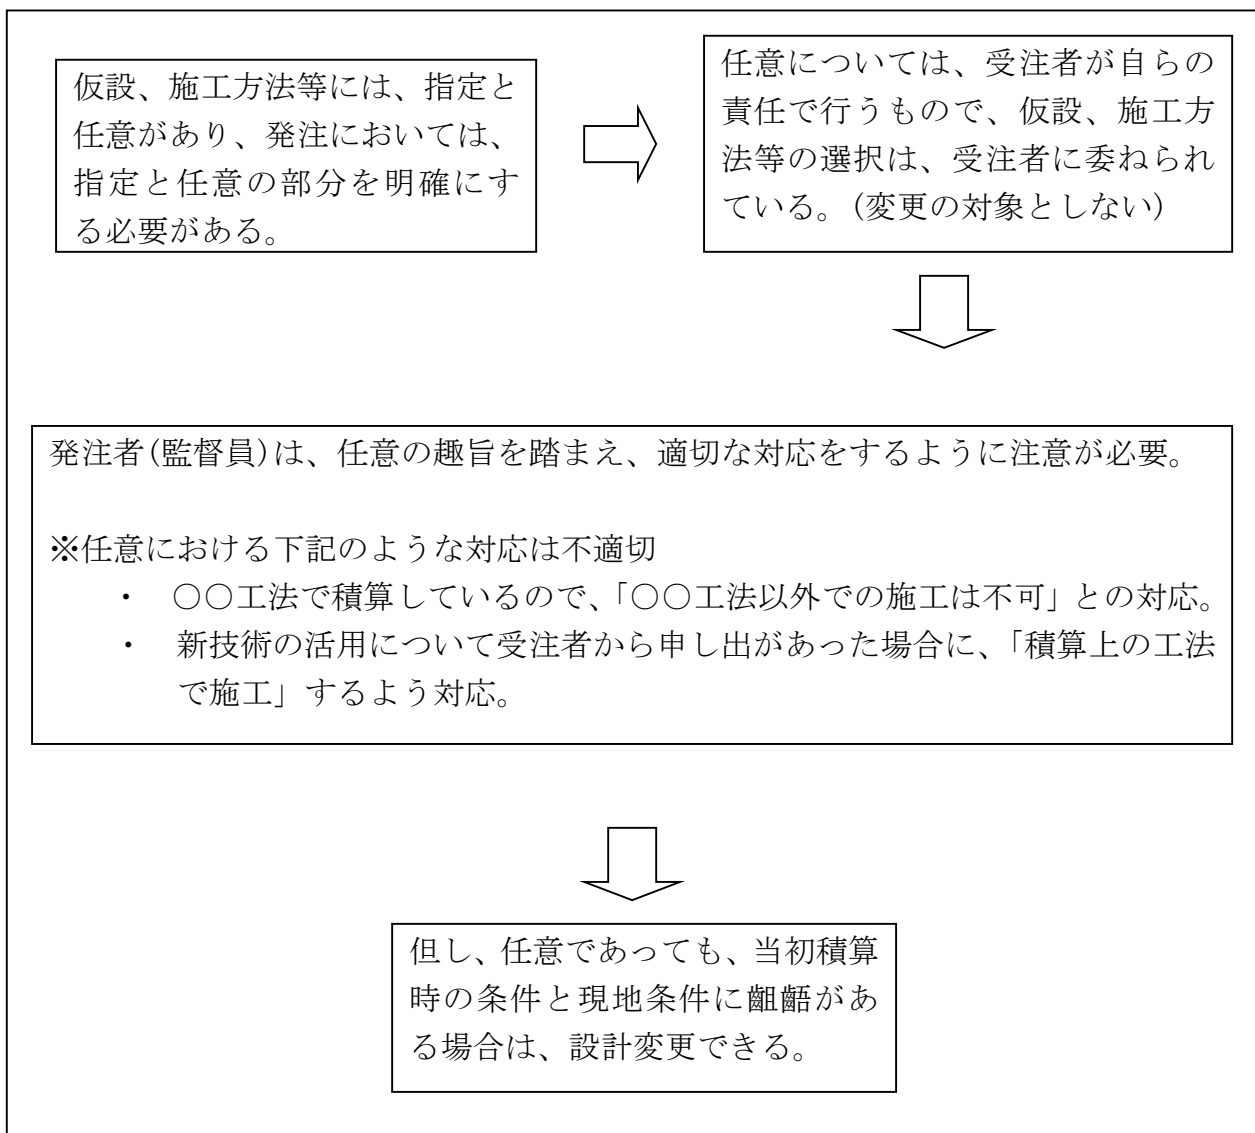 仮設、施工方法等には、指定と
任意があり、発注においては、
指定と任意の部分を明確にす
る必要がある。
任意については、受注者が自らの
責任で行うもので、仮設、施工方
法等の選択は、受注者に委ねられ
ている。(変更の対象としない)
発注者(監督員)は、任意の趣旨を踏まえ、適切な対応をするように注意が必要。
※任意における下記のような対応は不適切
・ ○○工法で積算しているので、「○○工法以外での施工は不可」との対応。
・ 新技術の活用について受注者から申し出があった場合に、「積算上の工法
で施工」するよう対応。
但し、任意であっても、当初積算
時の条件と現地条件に齟齬があ
る場合は、設計変更できる。